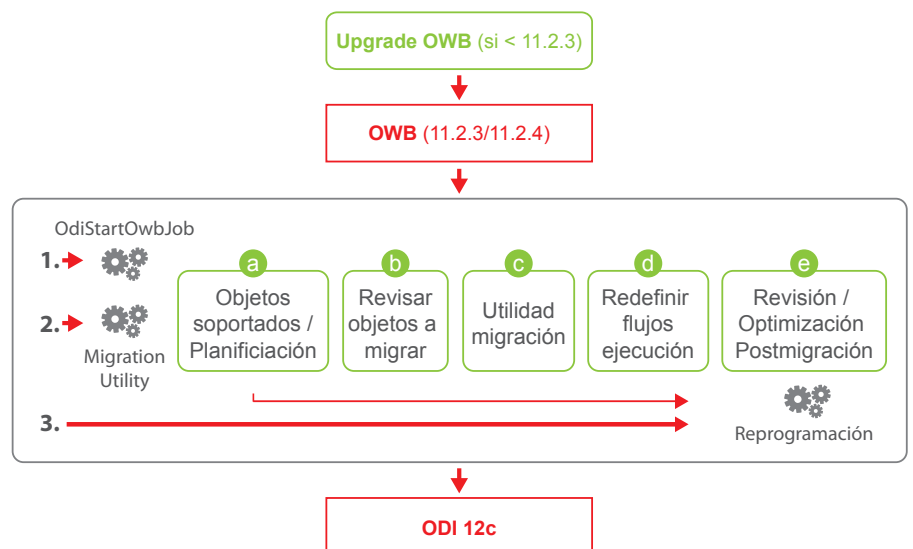 Upgrade OWB (si < 11.2.3)
OWB (11.2.3/11.2.4)
OdiStartOwbJob
1.
2.
Migration
Utility
a
Objetos
soportados /
Planificiación
b
Revisar
objetos a
migrar
c
Utilidad
migración
d
Redefinir
flujos
ejecución
e
Revisión /
Optimización
Postmigración
3.
Reprogramación
ODI 12c